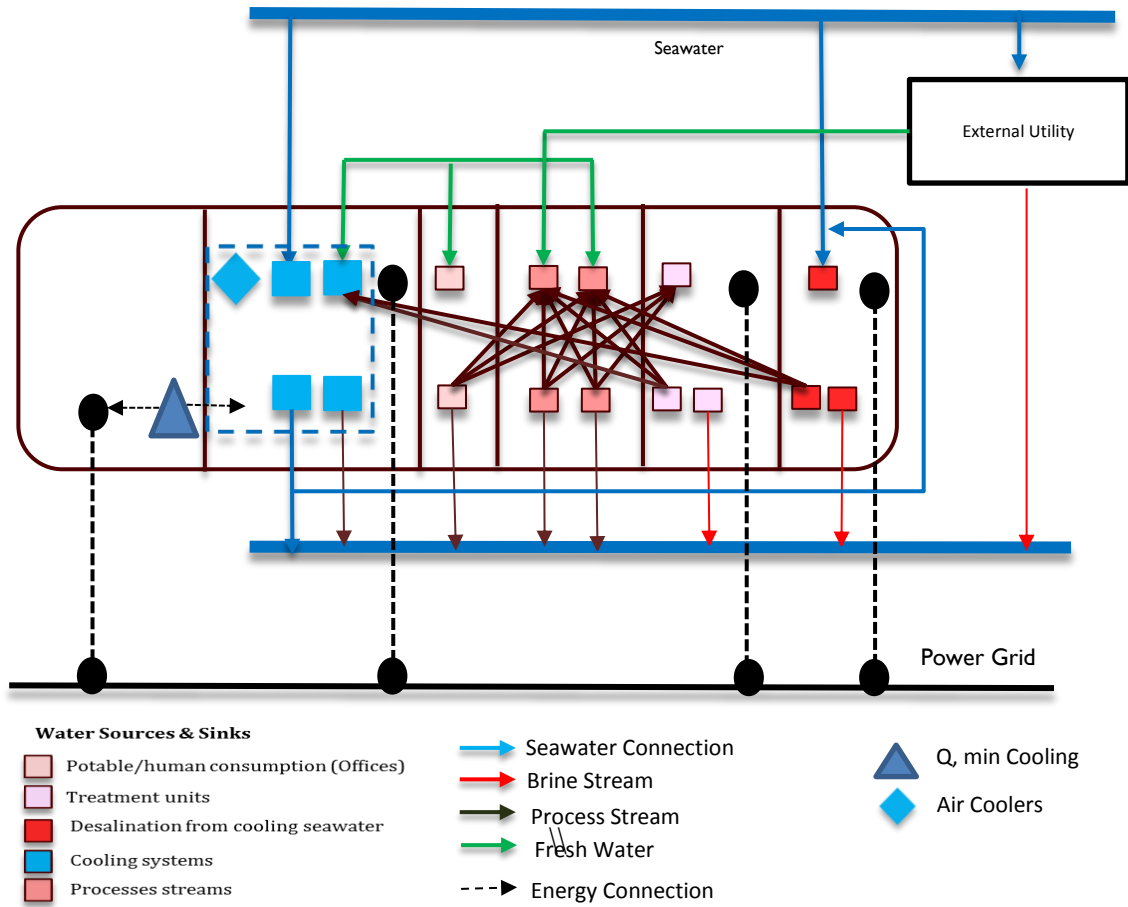 Seawater
External Utility
Power Grid
Water Sources & Sinks
Potable/human consumption (Offices)
Treatment units
Desalination from cooling seawater
Cooling systems
Processes streams
Seawater Connection
Brine Stream
Process Stream
Fresh Water
Energy Connection
Q, min Cooling
Air Coolers